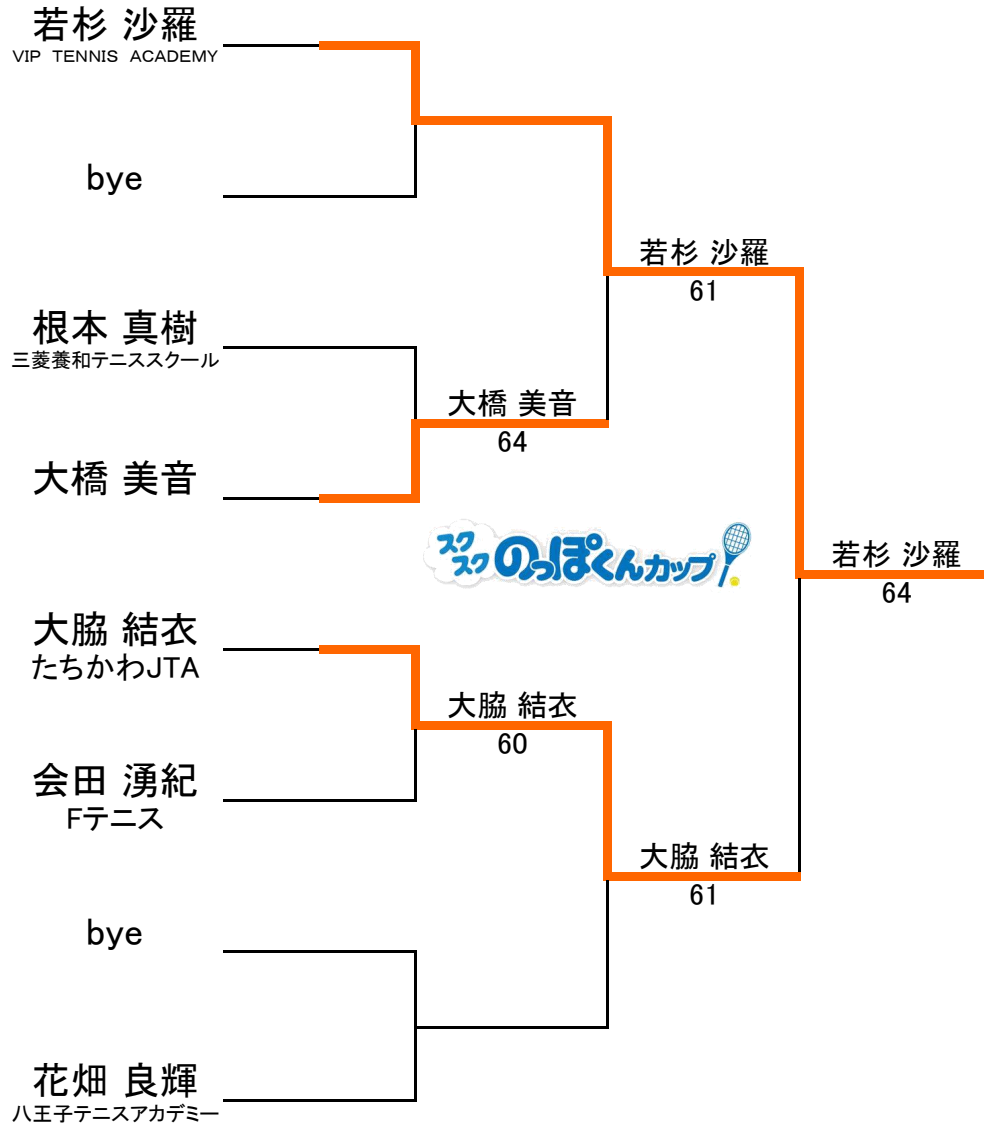 若杉 沙羅
VIP TENNIS ACADEMY
bye
若杉 沙羅
61
根本 真樹
三菱養和テニススクール
大橋 美音
64
大橋 美音
スクスクのっぽくんカップ!
若杉 沙羅
64
大脇 結衣
たちかわJTA
大脇 結衣
60
会田 湧紀
Fテニス
大脇 結衣
61
bye
花畑 良輝
八王子テニスアカデミー